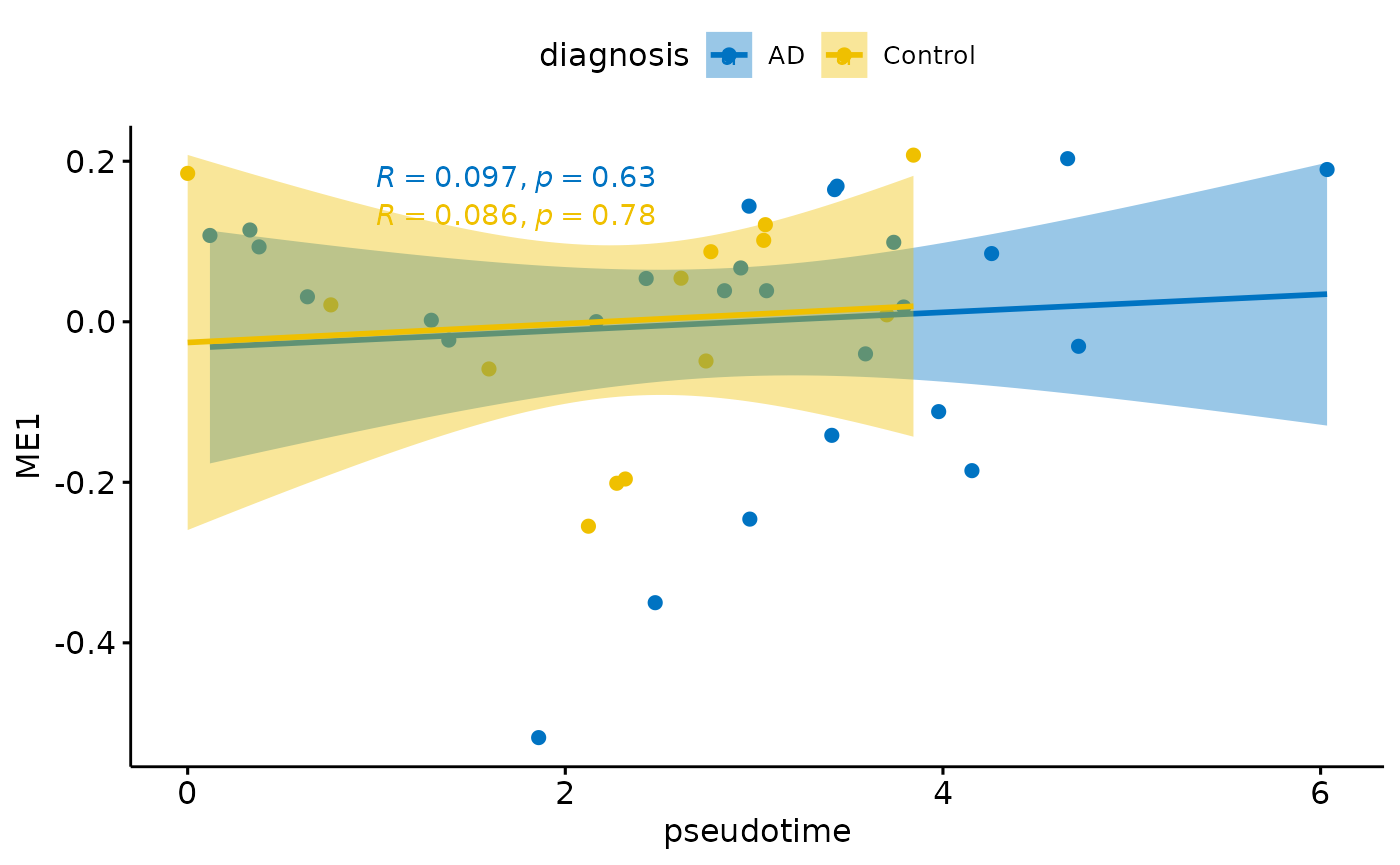 diagnosis AD Control
R = 0.097, p = 0.63
R = 0.086, p = 0.78
0.2
0.0
-0.2
-0.4
ME1
0 2 4 6
pseudotime